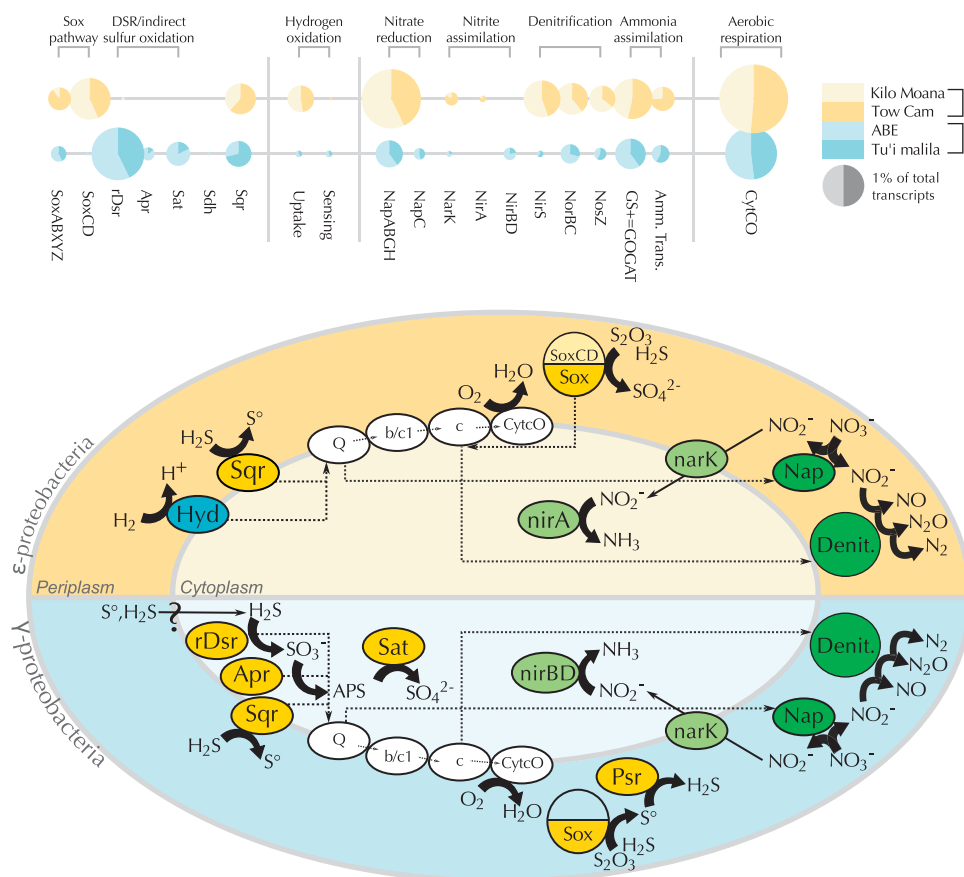 Sox
pathway
DSR/indirect
sulfur oxidation
Hydrogen
oxidation
Nitrate
reduction
Nitrite
assimilation
Denitrification
Ammonia
assimilation
Aerobic
respiration
Kilo Moana
Tow Cam
ABE
Tu'i malila
1% of total
transcripts
SoxABXYZ
SoxCD
rDsr
Apr
Sat
Sdh
Sqr
Uptake
Sensing
NapABGH
NapC
NarK
NirA
NirBD
NirS
NorBC
NosZ
GS+=GOGAT
Amm. Trans.
CytCO
ε-proteobacteria
S₂O₃
H₂S
SoxCD
Sox
SO₄²⁻
H₂O
O₂
S°
H₂S
Sqr
Q
b/c1
c
CytcO
H⁺
H₂
Hyd
narK
NO₂⁻
NO₃⁻
Nap
NO₂⁻
NO
N₂O
N₂
Denit.
nirA
NO₂⁻
NH₃
Periplasm
Cytoplasm
γ-proteobacteria
S°,H₂S
?
H₂S
rDsr
SO₃⁻
Apr
APS
Sat
SO₄²⁻
Sqr
H₂S
S°
Q
b/c1
c
CytcO
O₂
H₂O
nirBD
NH₃
NO₂⁻
narK
NO₂⁻
NO₃⁻
Nap
NO₂⁻
NO
N₂O
N₂
Denit.
Psr
H₂S
S°
Sox
H₂S
S₂O₃